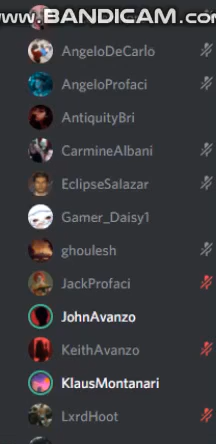 www.BANDICAM.com
AngeloDeCarlo
AngeloProfaci
AntiquityBri
CarmineAlbani
EclipseSalazar
Gamer_Daisy1
ghoulesh
JackProfaci
JohnAvanzo
KeithAvanzo
KlausMontanari
LxrdHoot